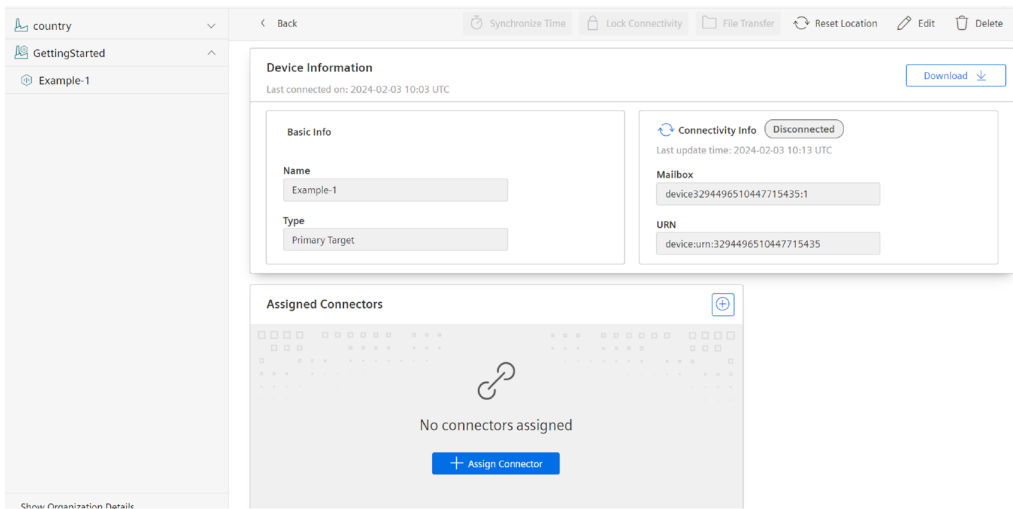 country
GettingStarted
Example-1
Show Organization Details
Back
Synchronize Time
Lock Connectivity
File Transfer
Reset Location
Edit
Delete
Device Information
Last connected on: 2024-02-03 10:03 UTC
Download
Basic Info
Name
Example-1
Type
Primary Target
Connectivity Info
Disconnected
Last update time: 2024-02-03 10:13 UTC
Mailbox
device3294496510447715435:1
URN
device:urn:3294496510447715435
Assigned Connectors
No connectors assigned
Assign Connector